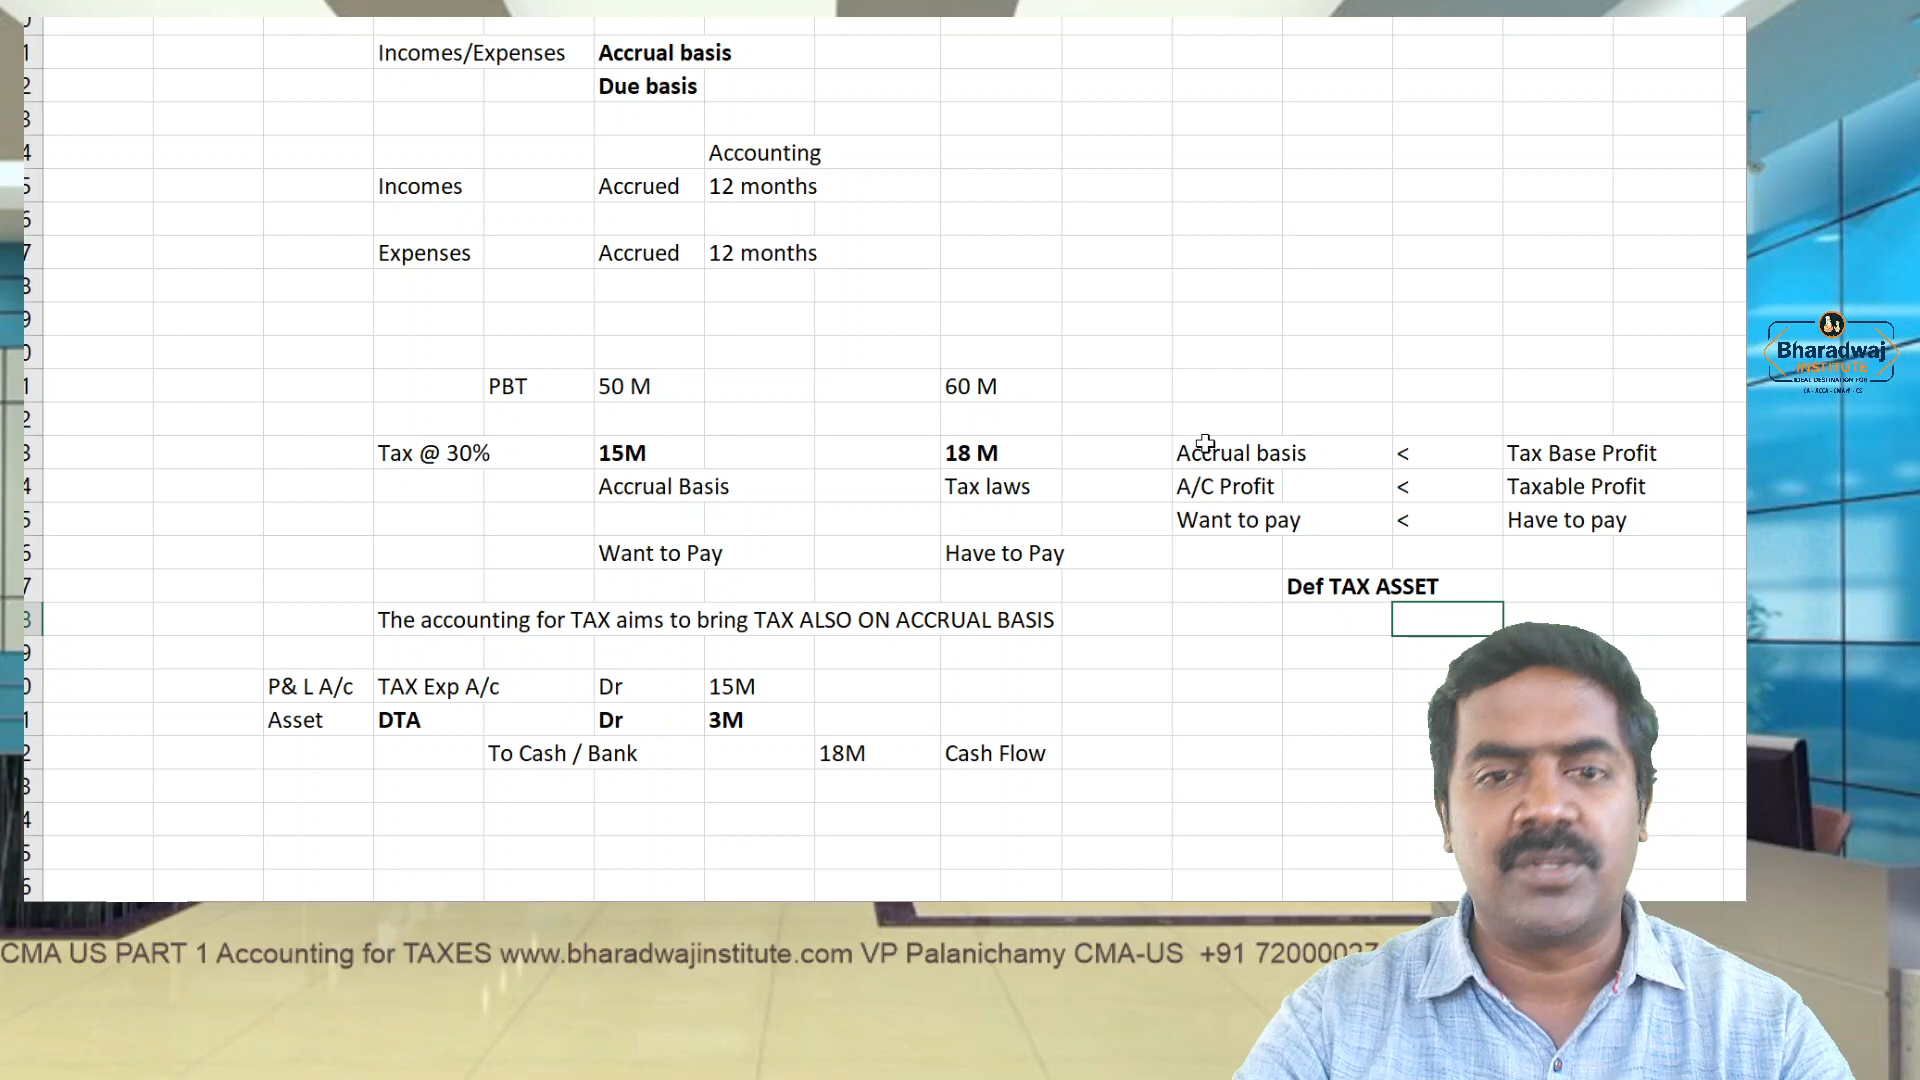 Incomes/Expenses Accrual basis
Due basis
Accounting
Incomes Accrued 12 months
Expenses Accrued 12 months
PBT 50 M 60 M
Tax @ 30% 15M 18 M Accrual basis < Tax Base Profit
Accrual Basis Tax laws A/C Profit < Taxable Profit
Want to pay < Have to pay
Want to Pay Have to Pay
Def TAX ASSET
The accounting for TAX aims to bring TAX ALSO ON ACCRUAL BASIS
P& L A/c TAX Exp A/c Dr 15M
Asset DTA Dr 3M
To Cash / Bank 18M Cash Flow
Bharadwaj
INSTITUTE
IDEAL DESTINATION FOR
CMA US PART 1 Accounting for TAXES www.bharadwajinstitute.com VP Palanichamy CMA-US +91